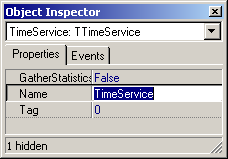 Object Inspector
TimeService: TTimeService
Properties Events
GatherStatistics False
Name TimeService
Tag 0
1 hidden